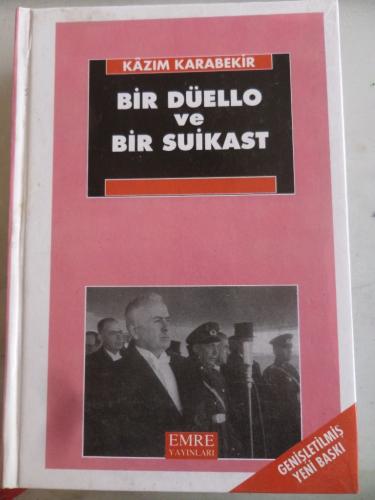 KÂZIM KARABEKİR
BİR DÜELLO
ve
BİR SUİKAST
EMRE
YAYINLARI
GENİŞLETİLMİŞ
YENİ BASKI